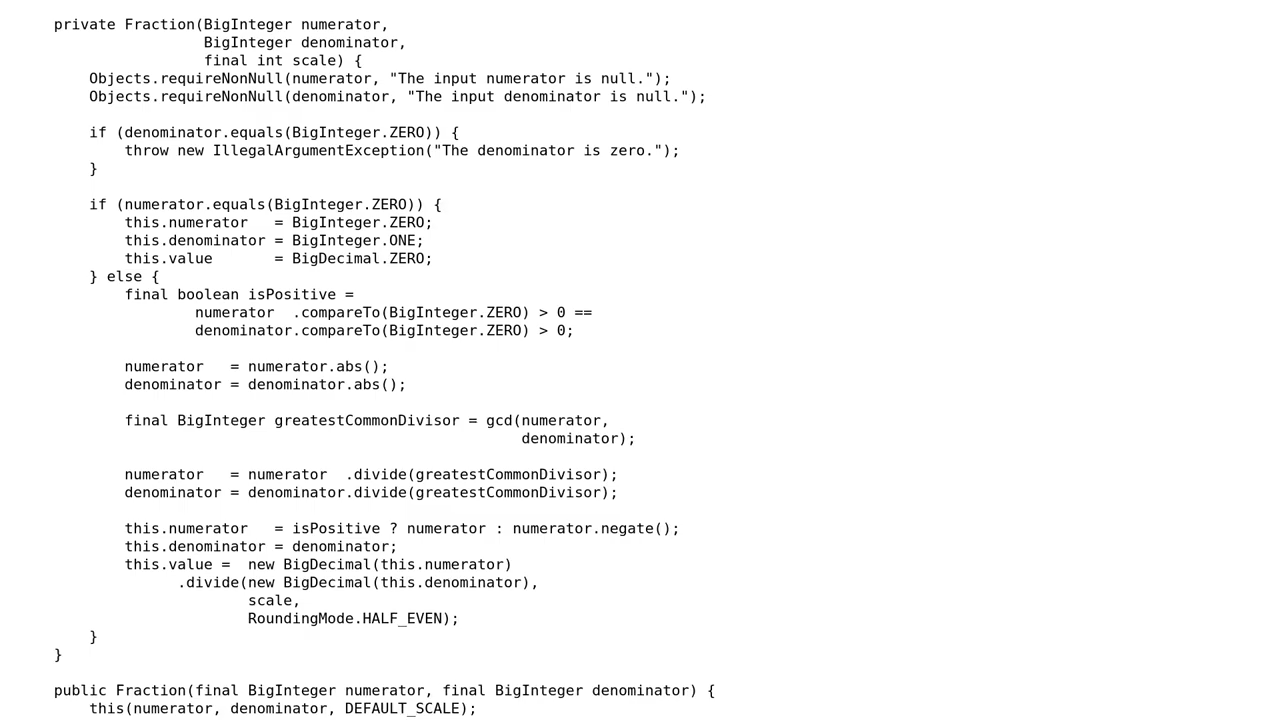 private Fraction(BigInteger numerator,
                 BigInteger denominator,
                 final int scale) {
    Objects.requireNonNull(numerator, "The input numerator is null.");
    Objects.requireNonNull(denominator, "The input denominator is null.");

    if (denominator.equals(BigInteger.ZERO)) {
        throw new IllegalArgumentException("The denominator is zero.");
    }

    if (numerator.equals(BigInteger.ZERO)) {
        this.numerator   = BigInteger.ZERO;
        this.denominator = BigInteger.ONE;
        this.value       = BigDecimal.ZERO;
    } else {
        final boolean isPositive =
                numerator  .compareTo(BigInteger.ZERO) > 0 ==
                denominator.compareTo(BigInteger.ZERO) > 0;

        numerator   = numerator.abs();
        denominator = denominator.abs();

        final BigInteger greatestCommonDivisor = gcd(numerator,
                                                     denominator);

        numerator   = numerator  .divide(greatestCommonDivisor);
        denominator = denominator.divide(greatestCommonDivisor);

        this.numerator   = isPositive ? numerator : numerator.negate();
        this.denominator = denominator;
        this.value =  new BigDecimal(this.numerator)
              .divide(new BigDecimal(this.denominator),
                      scale,
                      RoundingMode.HALF_EVEN);
    }
}

public Fraction(final BigInteger numerator, final BigInteger denominator) {
    this(numerator, denominator, DEFAULT_SCALE);